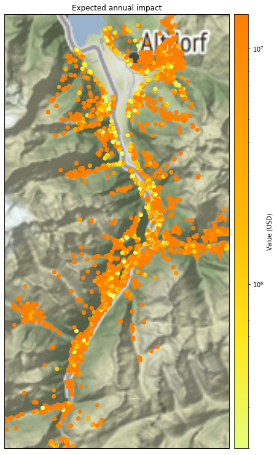 Expected annual impact
Altdorf
10⁷
10⁶
Value (USD)